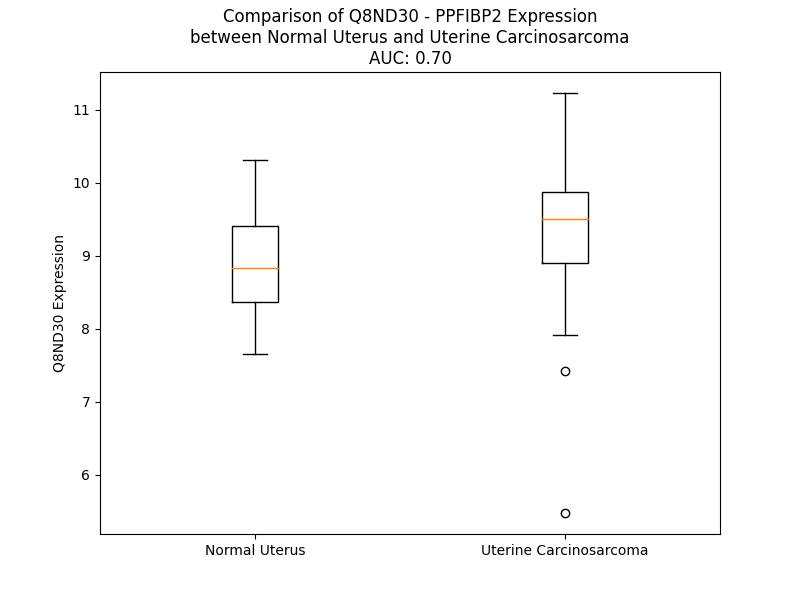 Comparison of Q8ND30 - PPFIBP2 Expression
between Normal Uterus and Uterine Carcinosarcoma
AUC: 0.70
11
10
9
8
7
6
Q8ND30 Expression
Normal Uterus
Uterine Carcinosarcoma